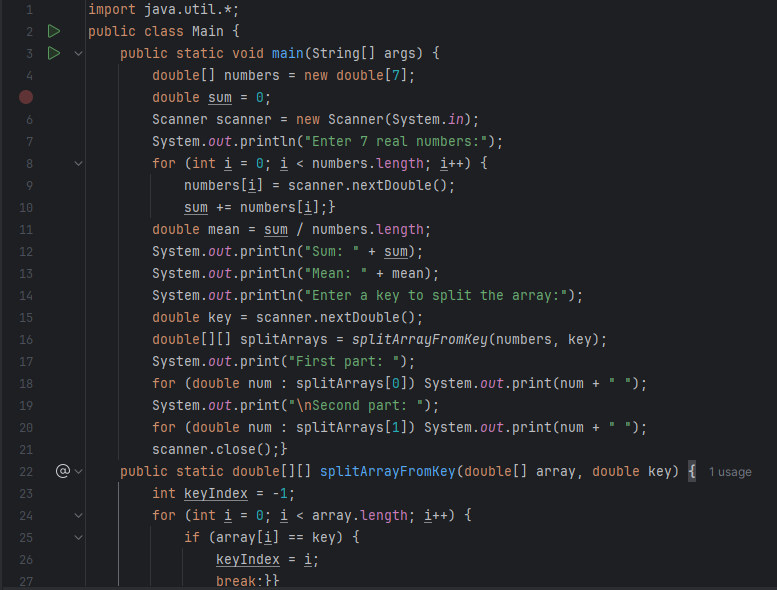 1 import java.util.*;
2 public class Main {
3 public static void main(String[] args) {
4 double[] numbers = new double[7];
double sum = 0;
6 Scanner scanner = new Scanner(System.in);
7 System.out.println("Enter 7 real numbers:");
8 for (int i = 0; i < numbers.length; i++) {
9 numbers[i] = scanner.nextDouble();
10 sum += numbers[i];}
11 double mean = sum / numbers.length;
12 System.out.println("Sum: " + sum);
13 System.out.println("Mean: " + mean);
14 System.out.println("Enter a key to split the array:");
15 double key = scanner.nextDouble();
16 double[][] splitArrays = splitArrayFromKey(numbers, key);
17 System.out.print("First part: ");
18 for (double num : splitArrays[0]) System.out.print(num + " ");
19 System.out.print("\nSecond part: ");
20 for (double num : splitArrays[1]) System.out.print(num + " ");
21 scanner.close();}
22 @ public static double[][] splitArrayFromKey(double[] array, double key) { 1 usage
23 int keyIndex = -1;
24 for (int i = 0; i < array.length; i++) {
25 if (array[i] == key) {
26 keyIndex = i;
27 break;}}